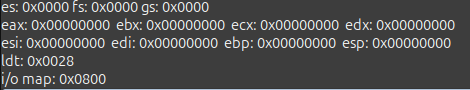 es: 0x0000 fs: 0x0000 gs: 0x0000
eax: 0x00000000 ebx: 0x00000000 ecx: 0x00000000 edx: 0x00000000
esi: 0x00000000 edi: 0x00000000 ebp: 0x00000000 esp: 0x00000000
ldt: 0x0028
i/o map: 0x0800